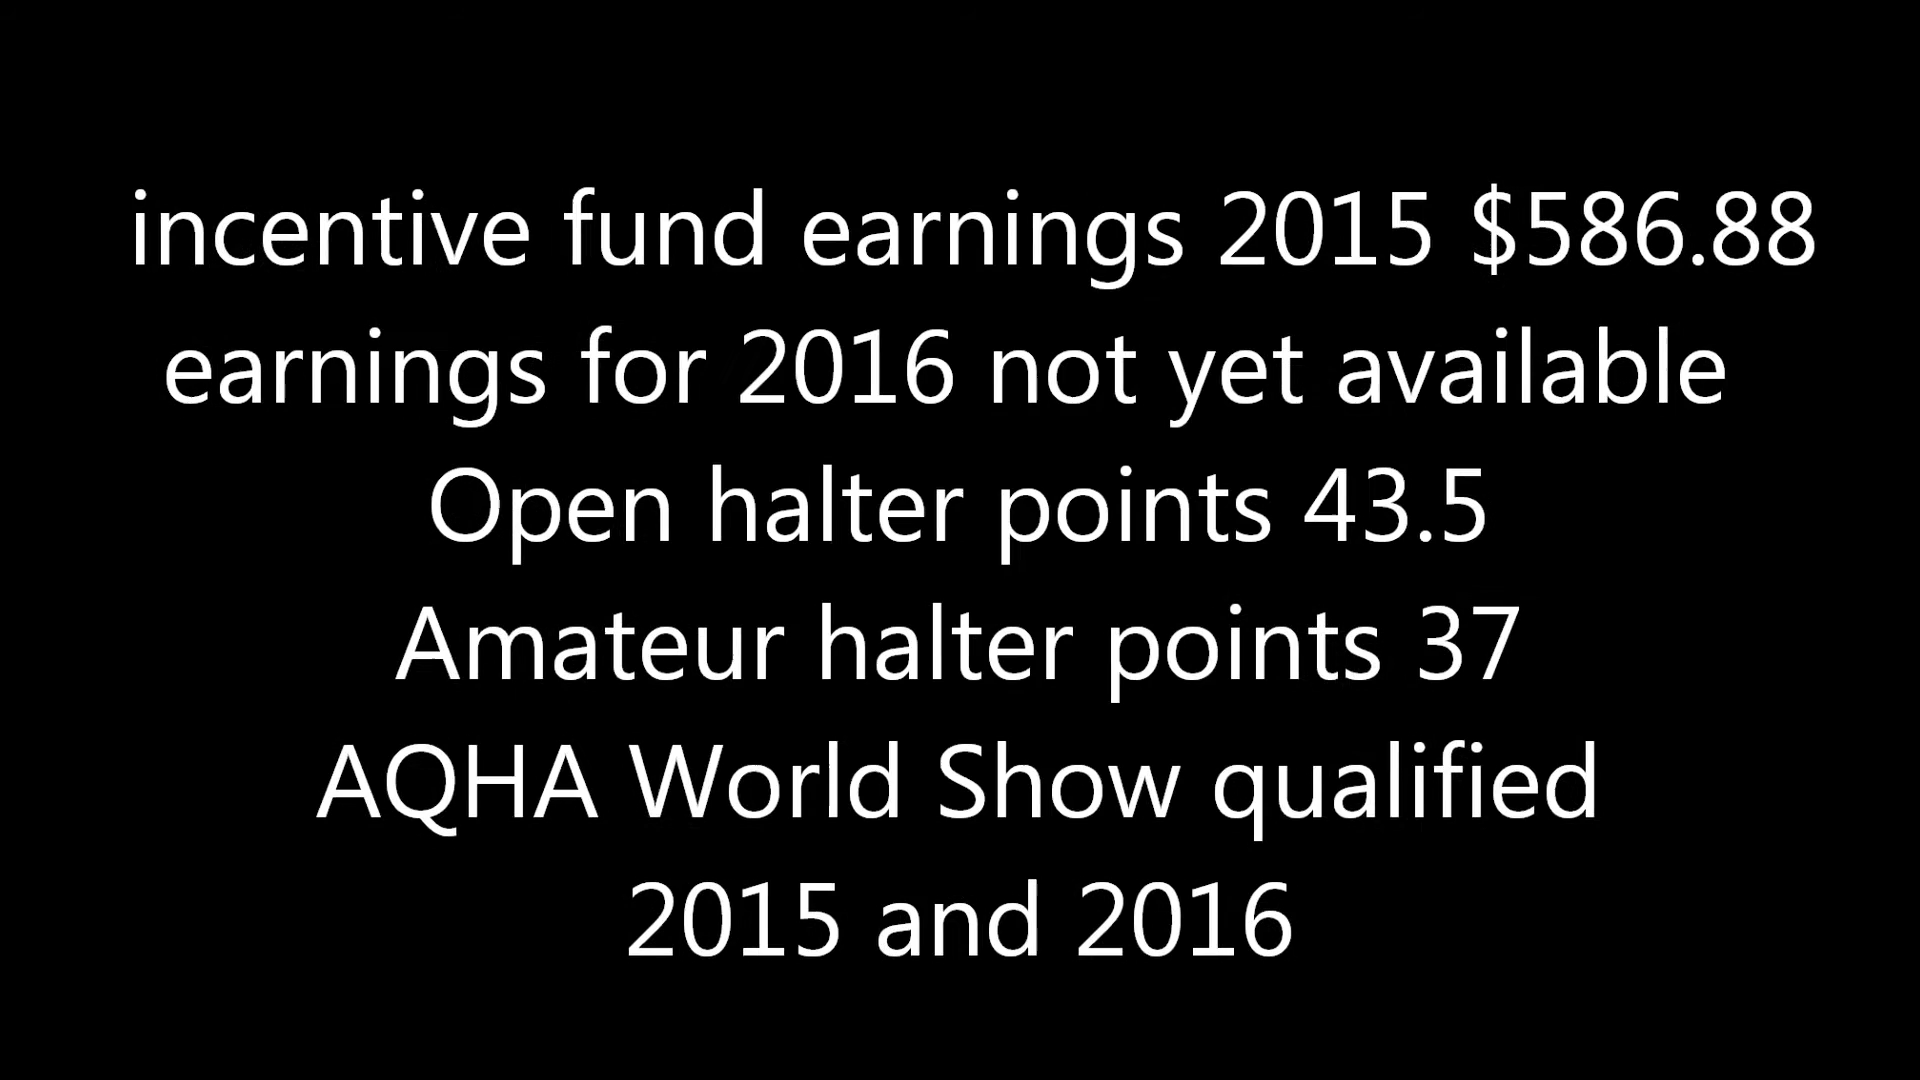 incentive fund earnings 2015 $586.88
earnings for 2016 not yet available
Open halter points 43.5
Amateur halter points 37
AQHA World Show qualified
2015 and 2016